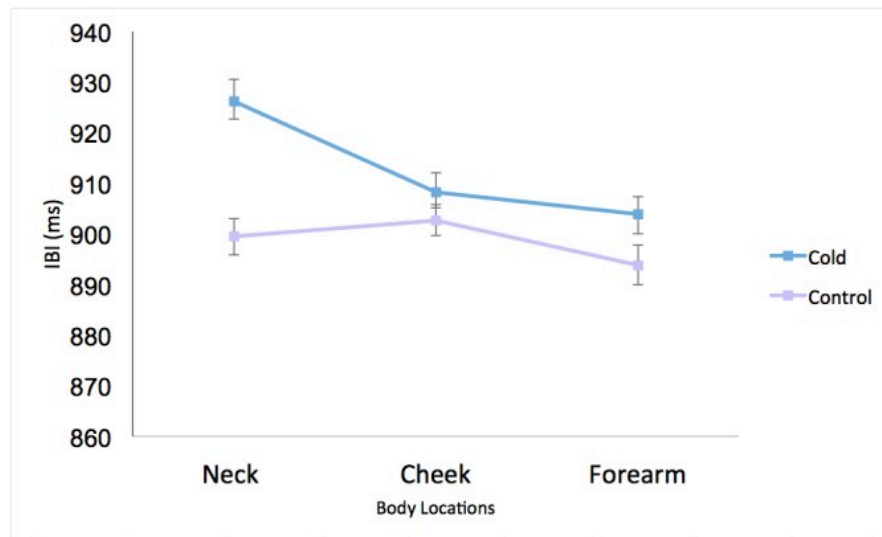 940
930
920
910
900
890
880
870
860
IBI (ms)
Neck Cheek Forearm
Body Locations
Cold
Control